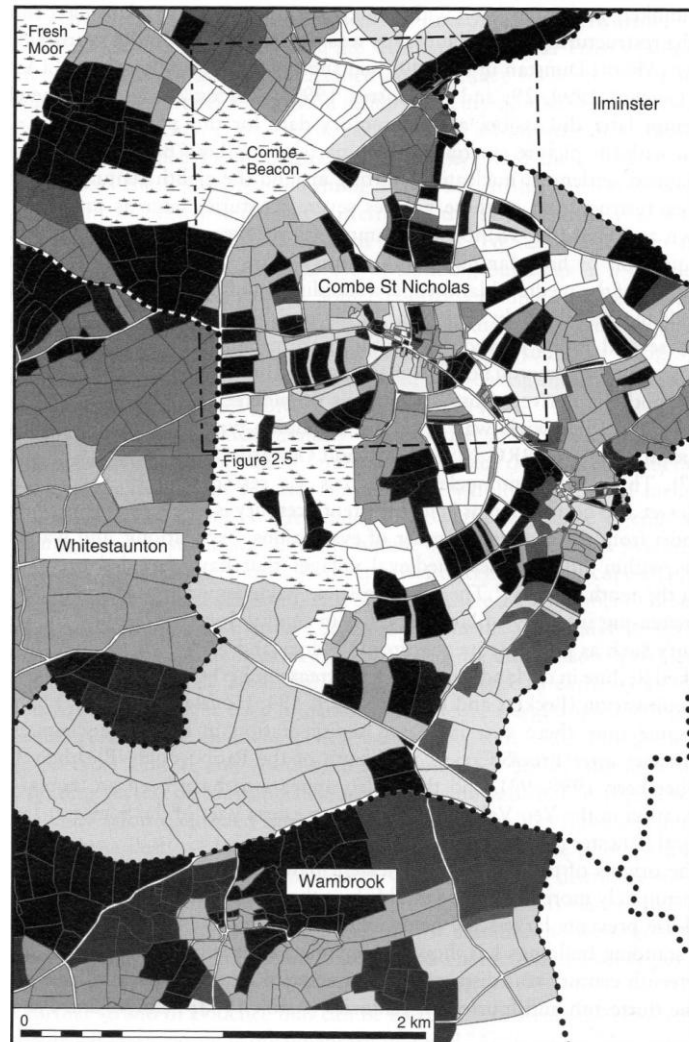 Fresh
Moor
Ilminster
Combe
Beacon
Combe St Nicholas
Figure 2.5
Whitestaunton
Wambrook
0
2 km